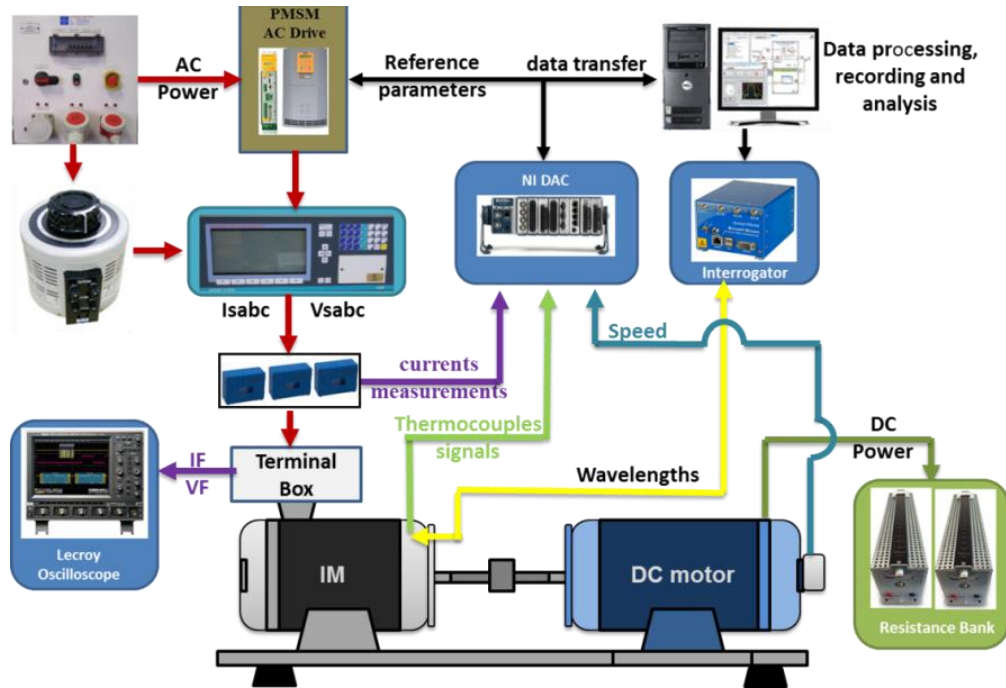 PMSM
AC Drive
AC
Power
Reference
parameters
data transfer
Data processing,
recording and
analysis
NI DAC
Interrogator
Isabc
Vsabc
Speed
currents
measurements
Thermocouples
signals
DC
Power
IF
VF
Terminal
Box
Wavelengths
Lecroy
Oscilloscope
IM
DC motor
Resistance Bank